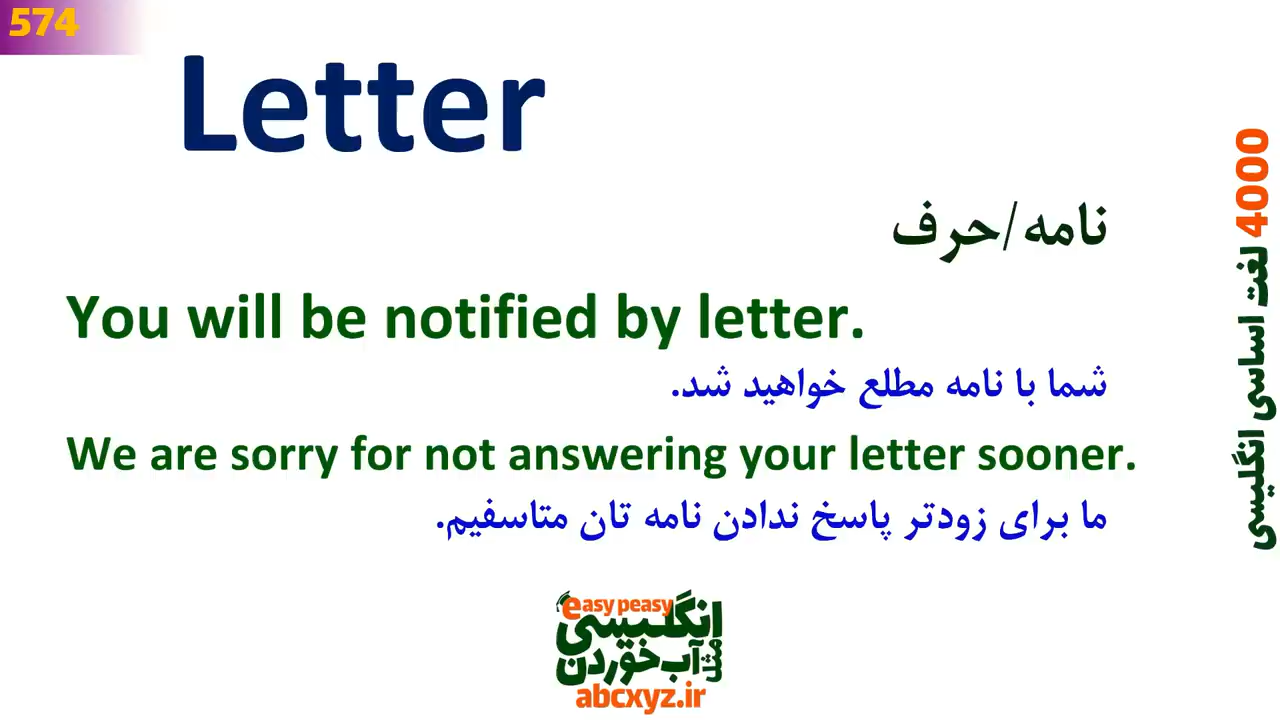 574
Letter
نامه/حرف
You will be notified by letter.
شما با نامه مطلع خواهید شد.
We are sorry for not answering your letter sooner.
ما برای زودتر پاسخ ندادن نامه تان متاسفیم.
4000 لغت اساسی انگلیسی
easy peasy
انگلیسی
مثل آب خوردن
abcxyz.ir